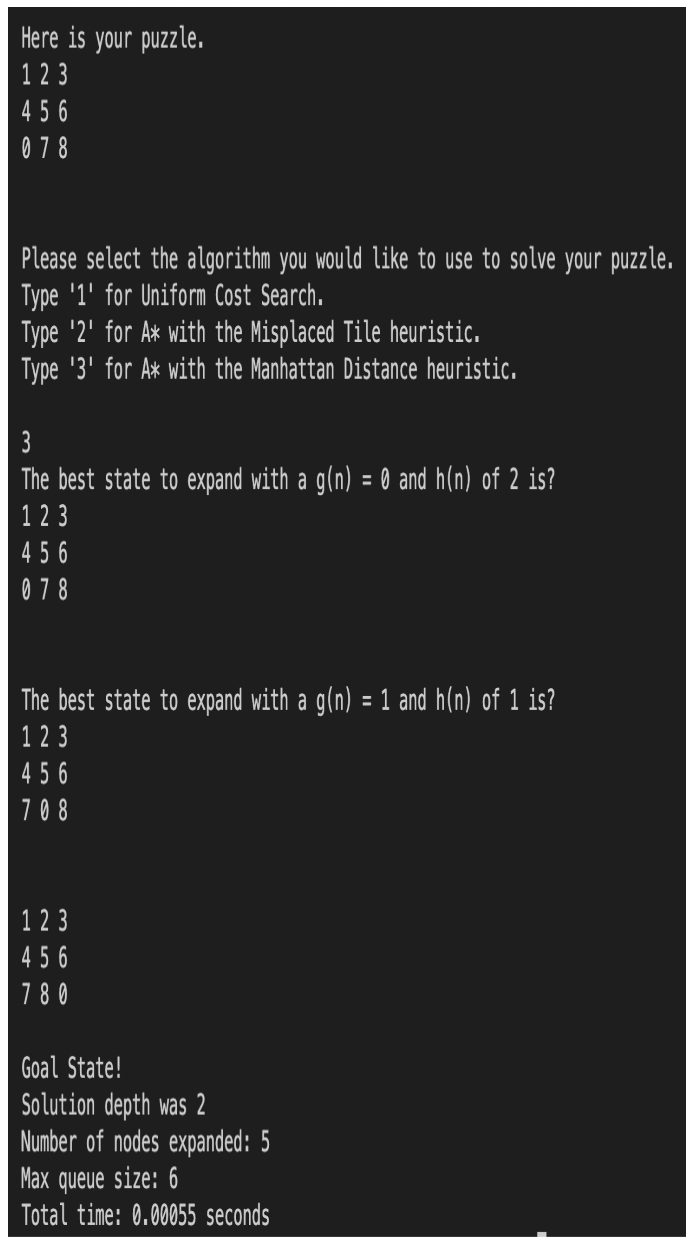 Here is your puzzle.
1 2 3
4 5 6
0 7 8
Please select the algorithm you would like to use to solve your puzzle.
Type '1' for Uniform Cost Search.
Type '2' for A* with the Misplaced Tile heuristic.
Type '3' for A* with the Manhattan Distance heuristic.
3
The best state to expand with a g(n) = 0 and h(n) of 2 is?
1 2 3
4 5 6
0 7 8
The best state to expand with a g(n) = 1 and h(n) of 1 is?
1 2 3
4 5 6
7 0 8
1 2 3
4 5 6
7 8 0
Goal State!
Solution depth was 2
Number of nodes expanded: 5
Max queue size: 6
Total time: 0.00055 seconds